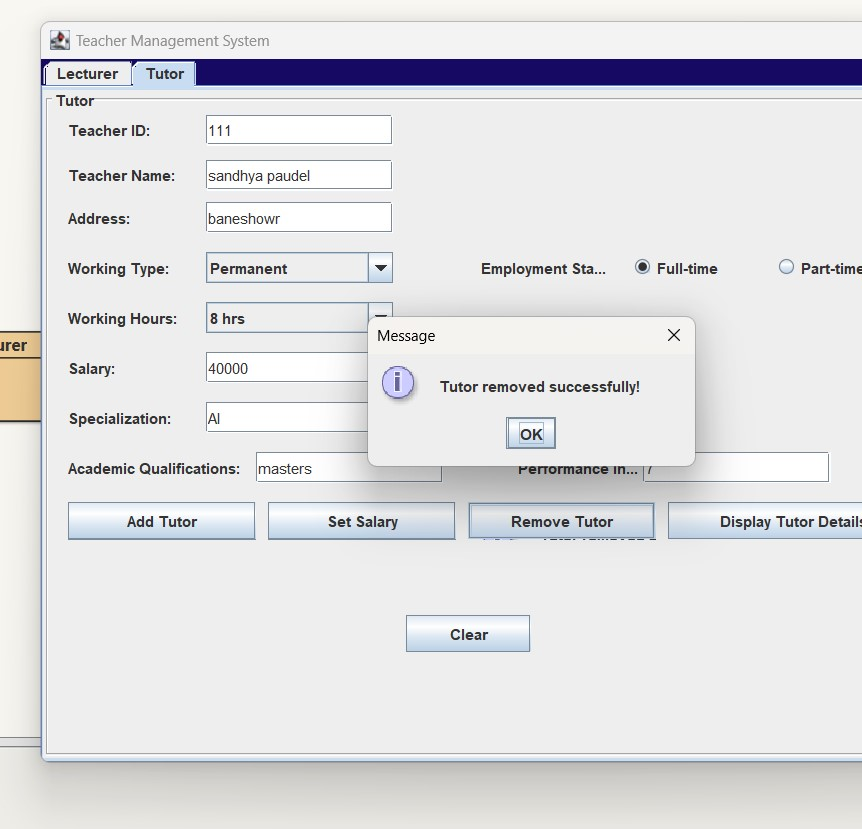 Teacher Management System
Lecturer Tutor
Tutor
Teacher ID: 111
Teacher Name: sandhya paudel
Address: baneshowr
Working Type: Permanent Employment Sta... Full-time Part-time
Working Hours: 8 hrs
urer
Message
Salary: 40000
Tutor removed successfully!
Specialization: AI
OK
Academic Qualifications: masters Performance In... 7
Add Tutor Set Salary Remove Tutor Display Tutor Details
Clear